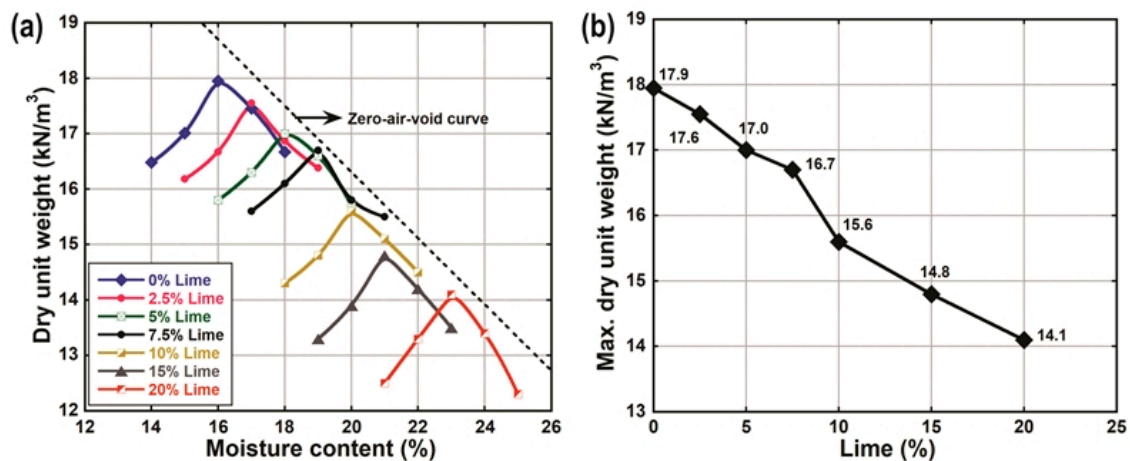 (a)
Dry unit weight (kN/m³)
19
18
17
16
15
14
13
12
Zero-air-void curve
0% Lime
2.5% Lime
5% Lime
7.5% Lime
10% Lime
15% Lime
20% Lime
12 14 16 18 20 22 24 26
Moisture content (%)
(b)
Max. dry unit weight (kN/m³)
19
18
17
16
15
14
13
17.9
17.6
17.0
16.7
15.6
14.8
14.1
0 5 10 15 20 25
Lime (%)